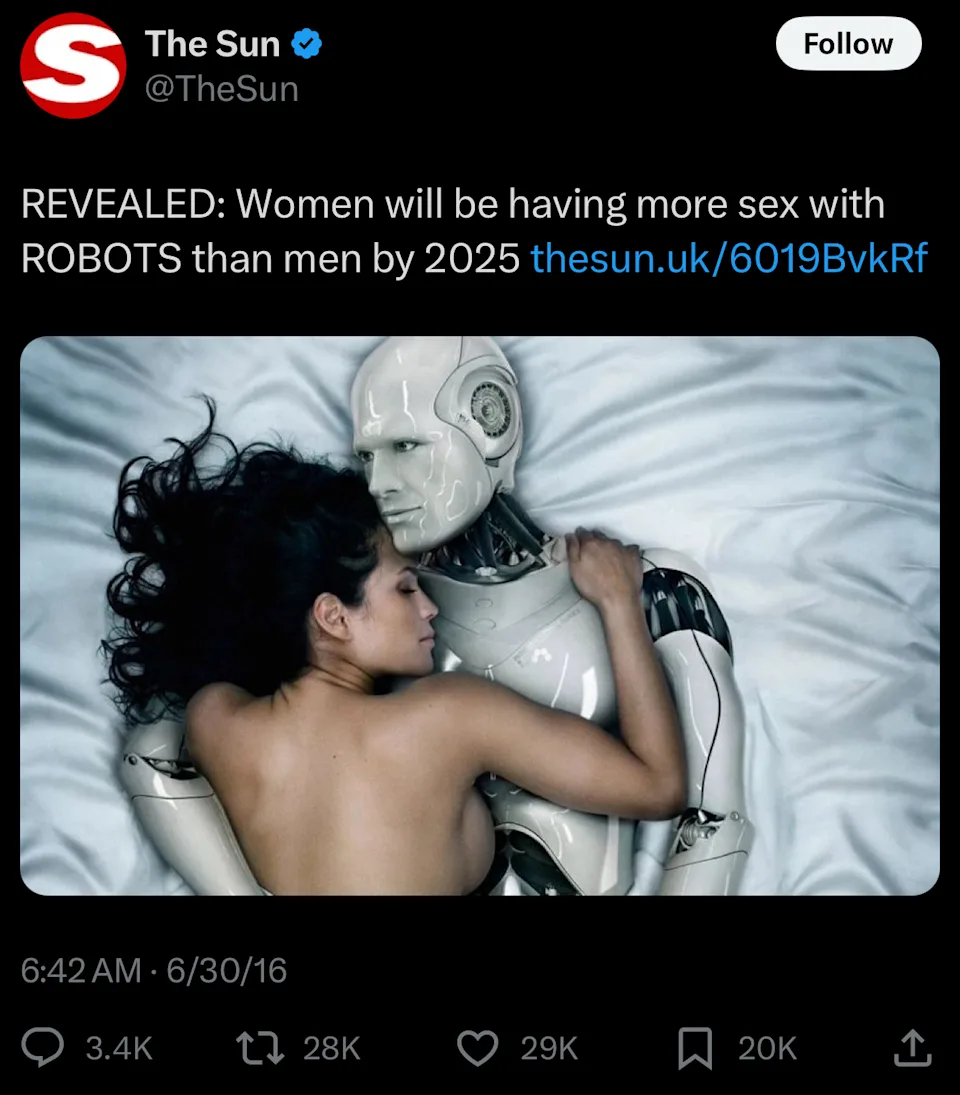 The Sun
@TheSun
Follow
REVEALED: Women will be having more sex with
ROBOTS than men by 2025 thesun.uk/6019BvkRf
6:42 AM · 6/30/16
3.4K 28K 29K 20K